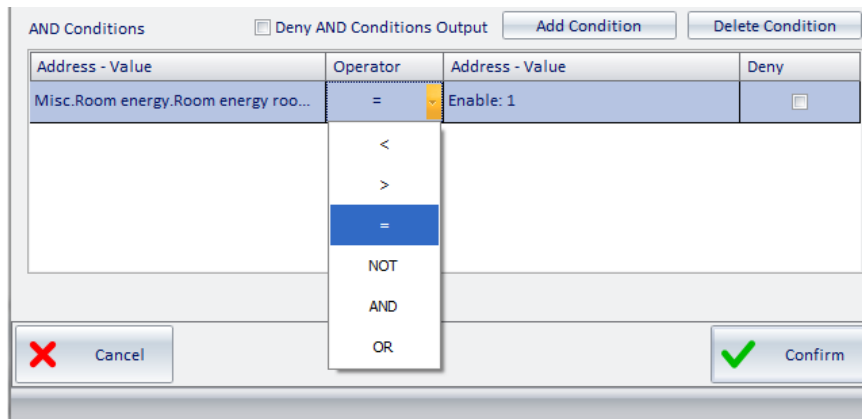 AND Conditions Deny AND Conditions Output Add Condition Delete Condition
Address - Value Operator Address - Value Deny
Misc.Room energy.Room energy roo... = Enable: 1
<
>
=
NOT
AND
OR
Cancel Confirm